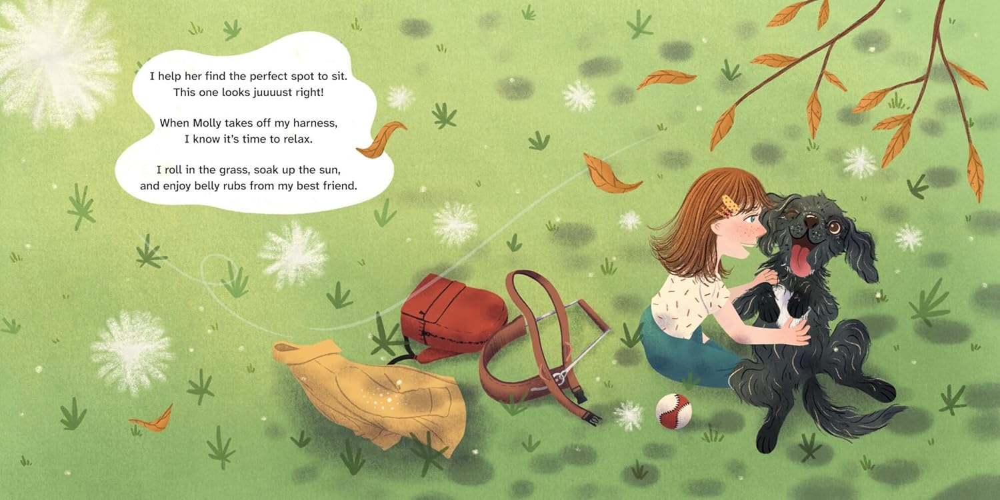 I help her find the perfect spot to sit.
This one looks juuuust right!
When Molly takes off my harness,
I know it’s time to relax.
I roll in the grass, soak up the sun,
and enjoy belly rubs from my best friend.